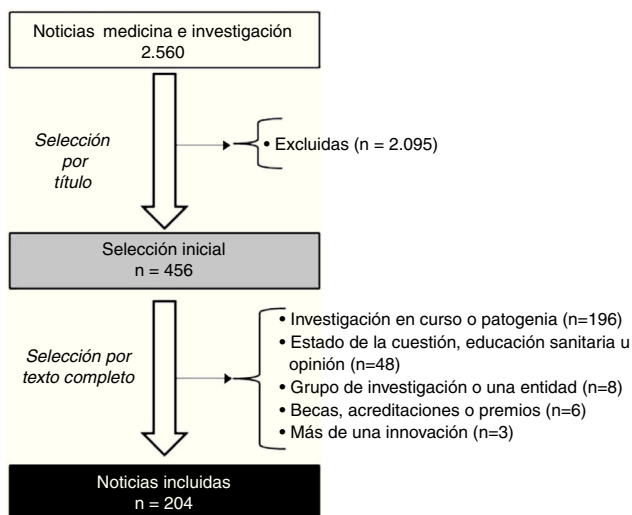 Noticias medicina e investigación
2.560
Selección
por
título
• Excluidas (n = 2.095)
Selección inicial
n = 456
Selección por
texto completo
• Investigación en curso o patogenia (n=196)
• Estado de la cuestión, educación sanitaria u
opinión (n=48)
• Grupo de investigación o una entidad (n=8)
• Becas, acreditaciones o premios (n=6)
• Más de una innovación (n=3)
Noticias incluidas
n = 204